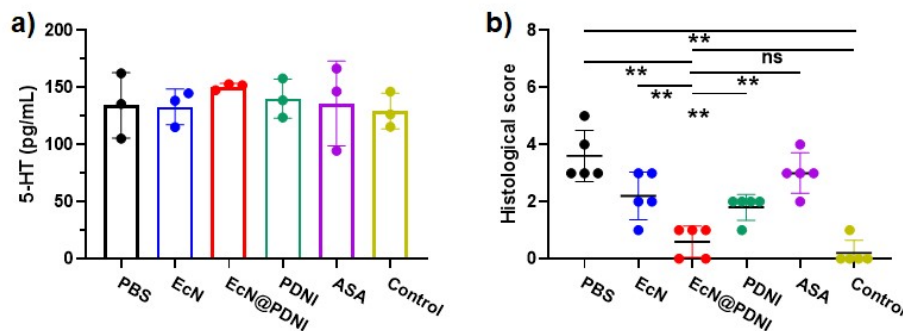 a)
5-HT (pg/mL)
200
150
100
50
0
PBS
EcN
EcN@PDNI
PDNI
ASA
Control
b)
Histological score
8
6
4
2
0
**
ns
**
**
**
**
PBS
EcN
EcN@PDNI
PDNI
ASA
Control